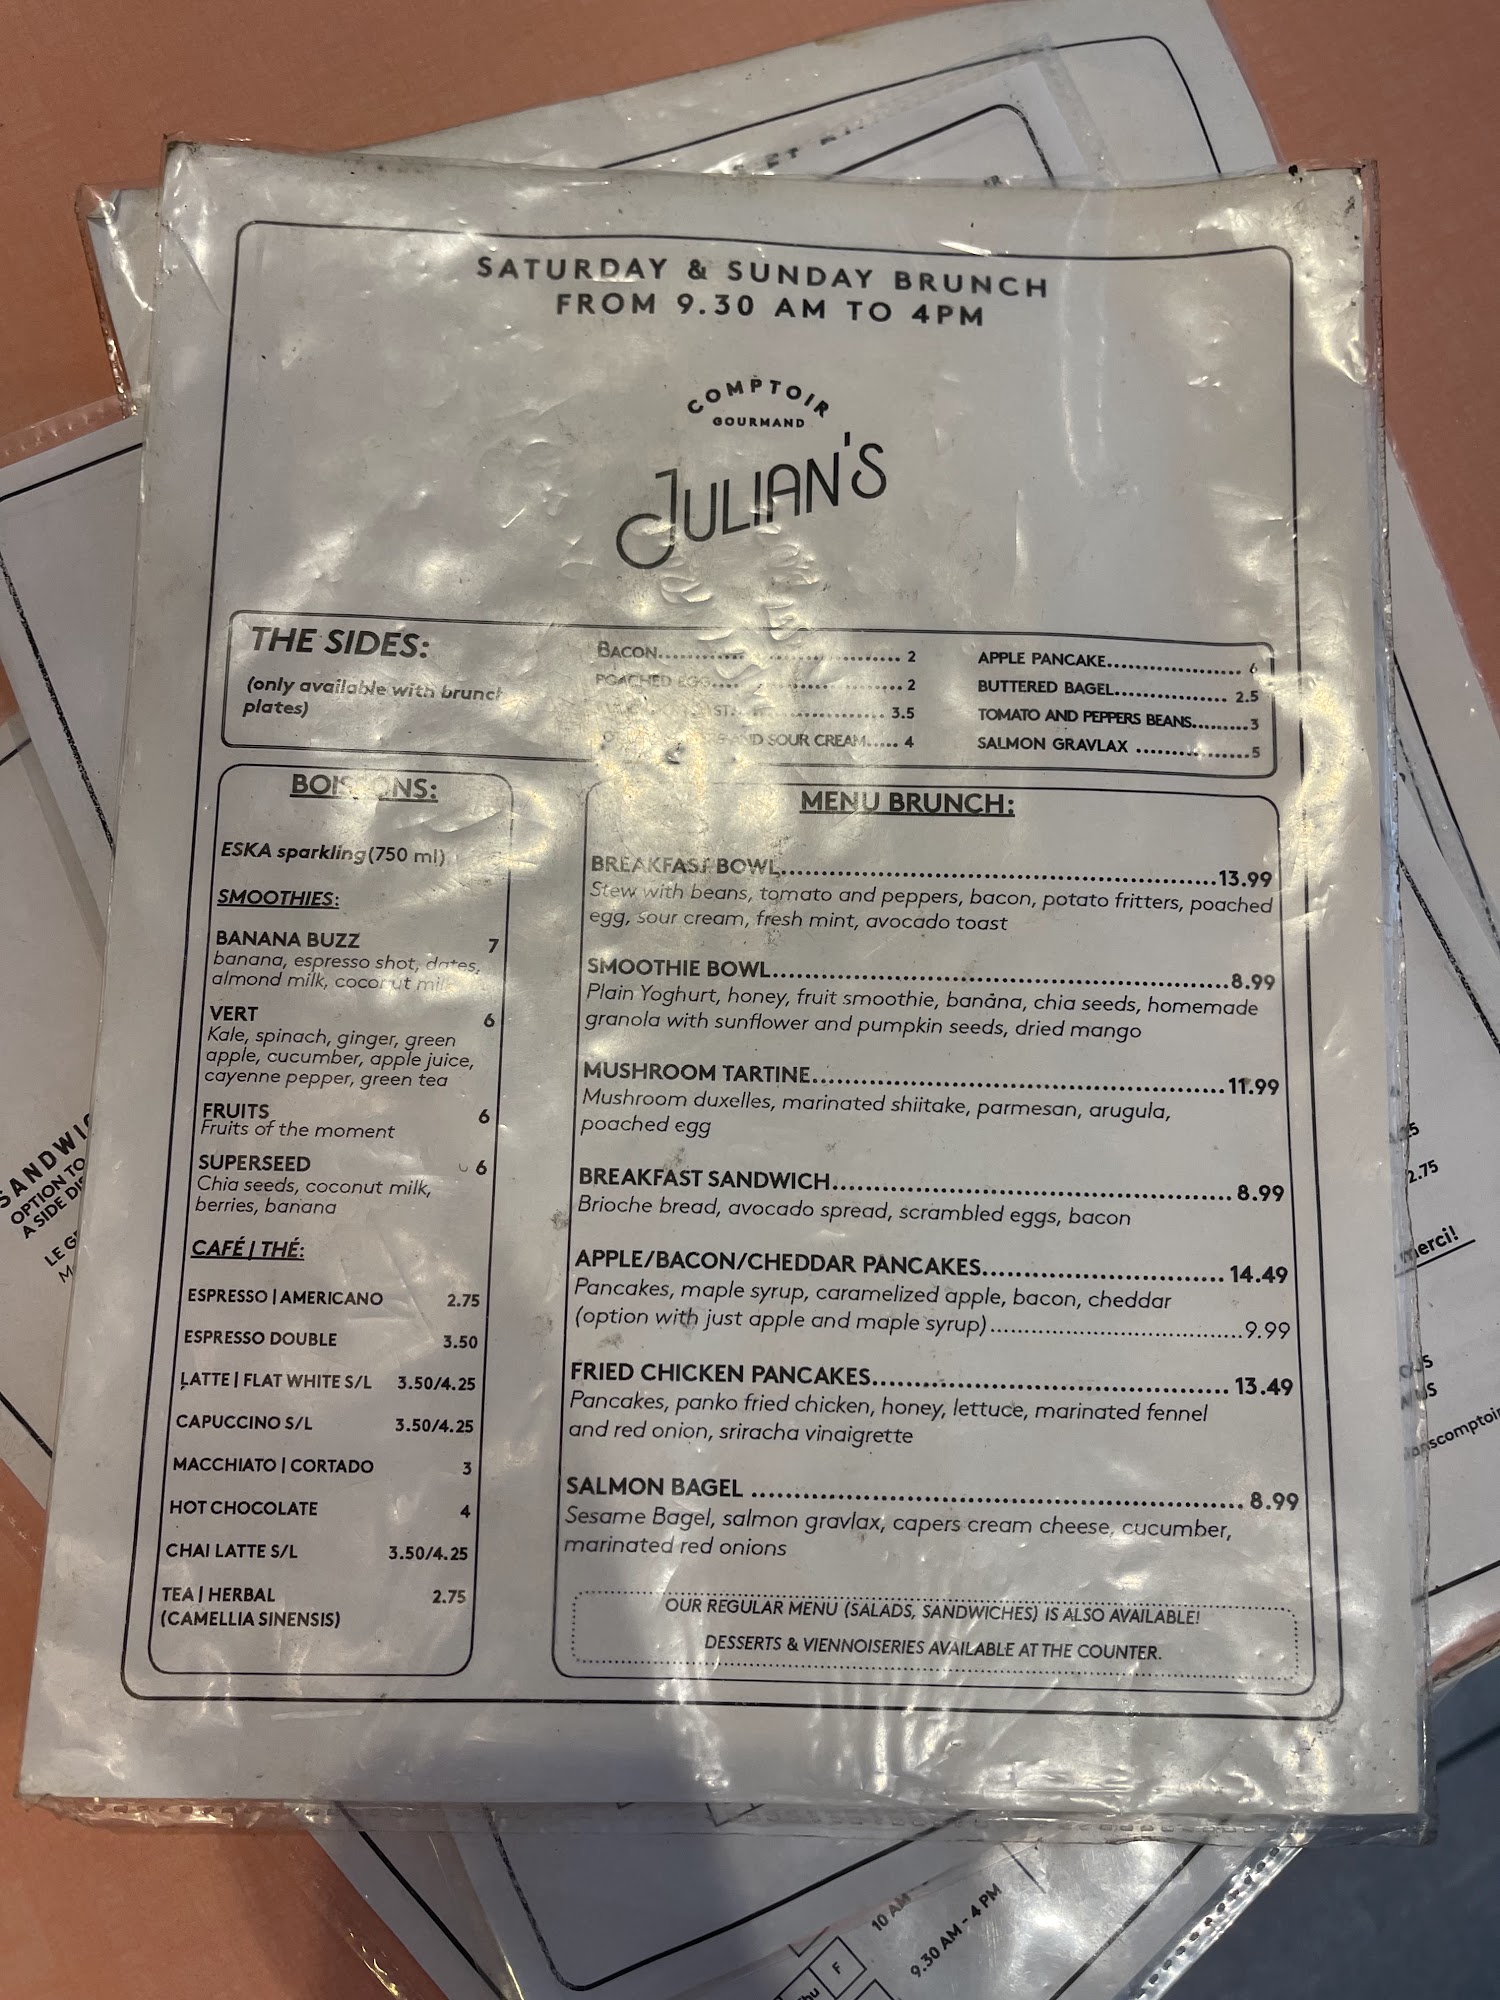 SATURDAY & SUNDAY BRUNCH
FROM 9.30 AM TO 4PM
COMPTOIR
GOURMAND
JULIAN'S
THE SIDES:
(only available with brunch
plates)
BACON........................................ 2
POACHED EGG.............................. 2
.................. 3.5
AND SOUR CREAM..... 4
APPLE PANCAKE..................... 6
BUTTERED BAGEL................... 2.5
TOMATO AND PEPPERS BEANS.........3
SALMON GRAVLAX ..................5
BOISSONS:
ESKA sparkling(750 ml)
SMOOTHIES:
BANANA BUZZ 7
banana, espresso shot, dates,
almond milk, coconut milk
VERT 6
Kale, spinach, ginger, green
apple, cucumber, apple juice,
cayenne pepper, green tea
FRUITS 6
Fruits of the moment
SUPERSEED 6
Chia seeds, coconut milk,
berries, banana
CAFÉ | THÉ:
ESPRESSO | AMERICANO 2.75
ESPRESSO DOUBLE 3.50
LATTE | FLAT WHITE S/L 3.50/4.25
CAPUCCINO S/L 3.50/4.25
MACCHIATO | CORTADO 3
HOT CHOCOLATE 4
CHAI LATTE S/L 3.50/4.25
TEA | HERBAL 2.75
(CAMELLIA SINENSIS)
MENU BRUNCH:
BREAKFAST BOWL..........................................................13.99
Stew with beans, tomato and peppers, bacon, potato fritters, poached
egg, sour cream, fresh mint, avocado toast
SMOOTHIE BOWL............................................................8.99
Plain Yoghurt, honey, fruit smoothie, banana, chia seeds, homemade
granola with sunflower and pumpkin seeds, dried mango
MUSHROOM TARTINE.......................................................11.99
Mushroom duxelles, marinated shiitake, parmesan, arugula,
poached egg
BREAKFAST SANDWICH..................................................... 8.99
Brioche bread, avocado spread, scrambled eggs, bacon
APPLE/BACON/CHEDDAR PANCAKES................................ 14.49
Pancakes, maple syrup, caramelized apple, bacon, cheddar
(option with just apple and maple syrup)...................................9.99
FRIED CHICKEN PANCAKES................................................ 13.49
Pancakes, panko fried chicken, honey, lettuce, marinated fennel
and red onion, sriracha vinaigrette
SALMON BAGEL ............................................................. 8.99
Sesame Bagel, salmon gravlax, capers cream cheese, cucumber,
marinated red onions
OUR REGULAR MENU (SALADS, SANDWICHES) IS ALSO AVAILABLE!
DESSERTS & VIENNOISERIES AVAILABLE AT THE COUNTER.
OPTION TO
2.75
merci!
10 AM
9.30 AM - 4 PM
F